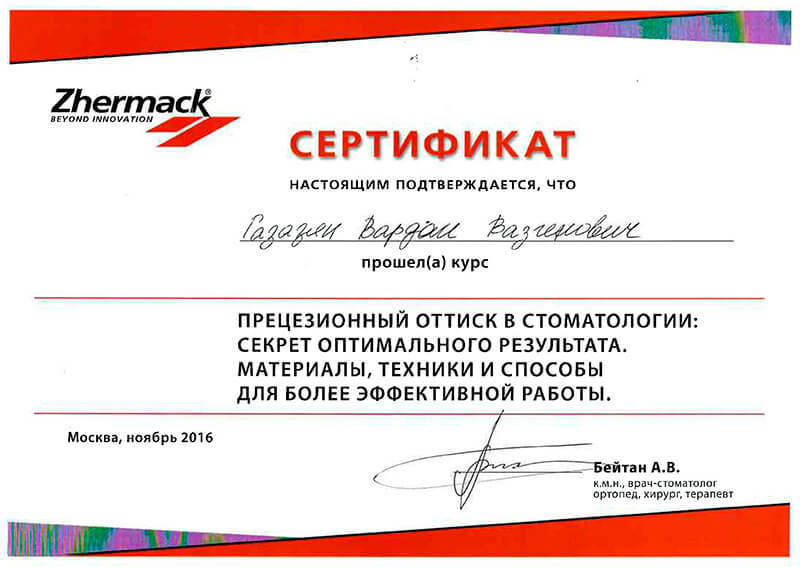 Zhermack®
BEYOND INNOVATION
СЕРТИФИКАТ
НАСТОЯЩИМ ПОДТВЕРЖДАЕТСЯ, ЧТО
Газазян Вардан Вазгенович
прошел(а) курс
ПРЕЦЕЗИОННЫЙ ОТТИСК В СТОМАТОЛОГИИ:
СЕКРЕТ ОПТИМАЛЬНОГО РЕЗУЛЬТАТА.
МАТЕРИАЛЫ, ТЕХНИКИ И СПОСОБЫ
ДЛЯ БОЛЕЕ ЭФФЕКТИВНОЙ РАБОТЫ.
Москва, ноябрь 2016
Бейтан А.В.
к.м.н., врач-стоматолог
ортопед, хирург, терапевт